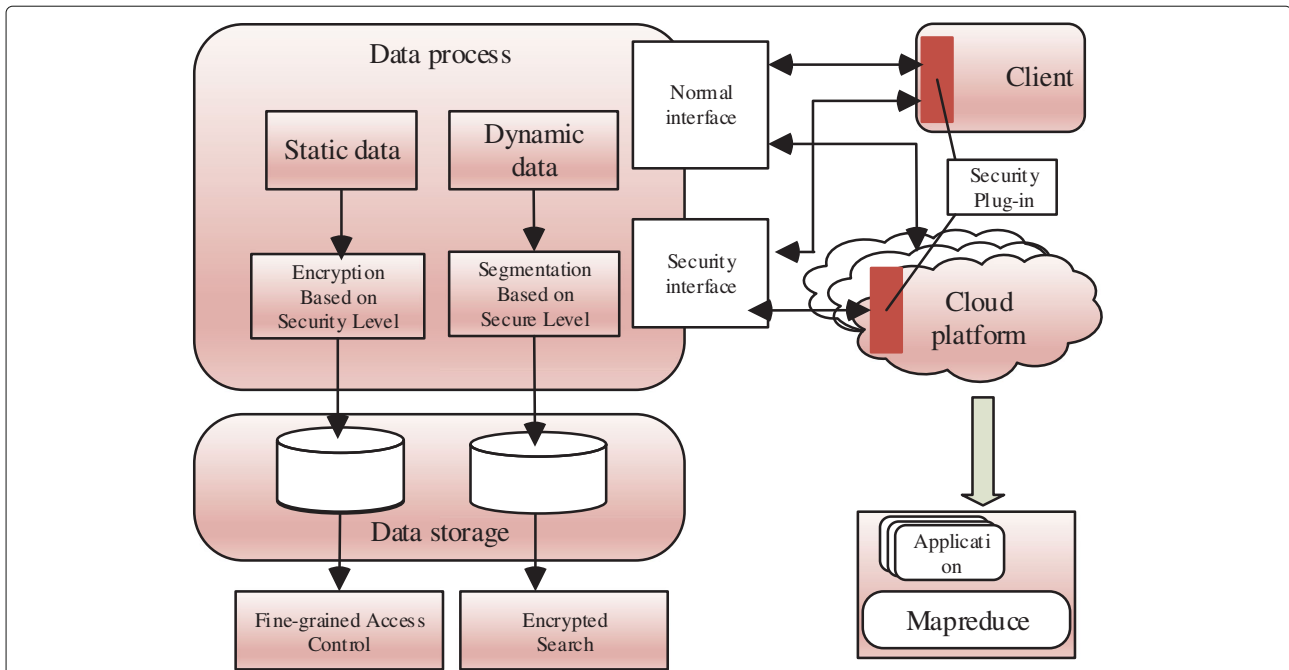 Data process
Static data
Dynamic
data
Encryption
Based on
Security Level
Segmentation
Based on
Secure Level
Normal
interface
Security
interface
Client
Security
Plug-in
Cloud
platform
Data storage
Fine-grained Access
Control
Encrypted
Search
Applicati
on
Mapreduce